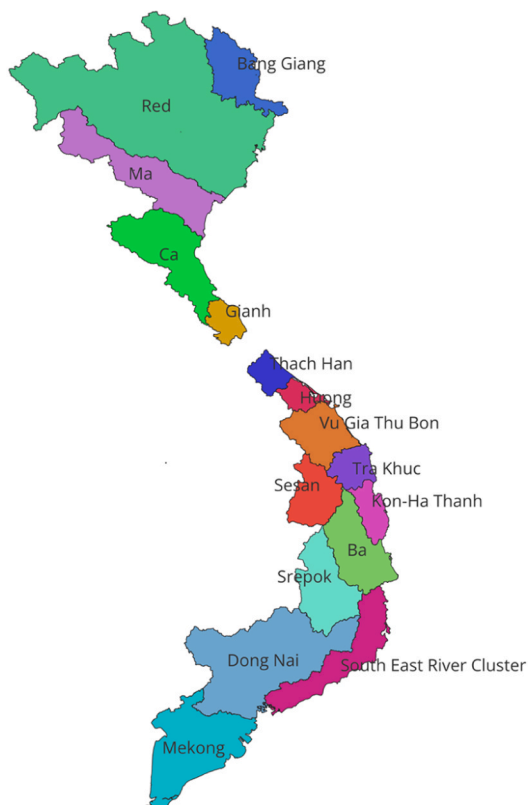 Bang Giang
Red
Ma
Ca
Gianh
Thach Han
Huong
Vu Gia Thu Bon
Tra Khuc
Sesan
Kon-Ha Thanh
Ba
Srepok
Dong Nai
South East River Cluster
Mekong